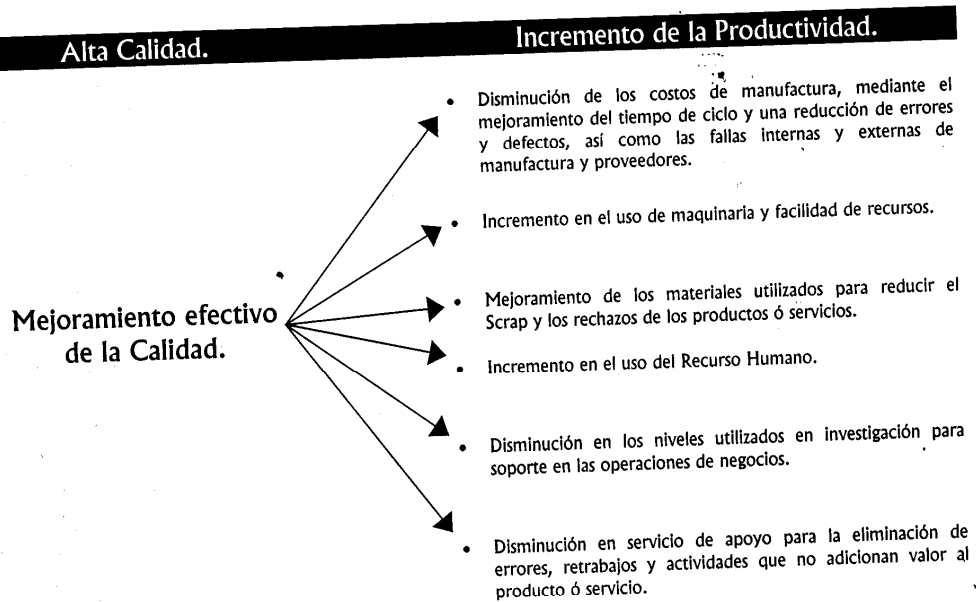 Alta Calidad.
Incremento de la Productividad.
• Disminución de los costos de manufactura, mediante el
mejoramiento del tiempo de ciclo y una reducción de errores
y defectos, así como las fallas internas y externas de
manufactura y proveedores.
• Incremento en el uso de maquinaria y facilidad de recursos.
Mejoramiento efectivo
de la Calidad.
• Mejoramiento de los materiales utilizados para reducir el
Scrap y los rechazos de los productos ó servicios.
• Incremento en el uso del Recurso Humano.
• Disminución en los niveles utilizados en investigación para
soporte en las operaciones de negocios.
• Disminución en servicio de apoyo para la eliminación de
errores, retrabajos y actividades que no adicionan valor al
producto ó servicio.